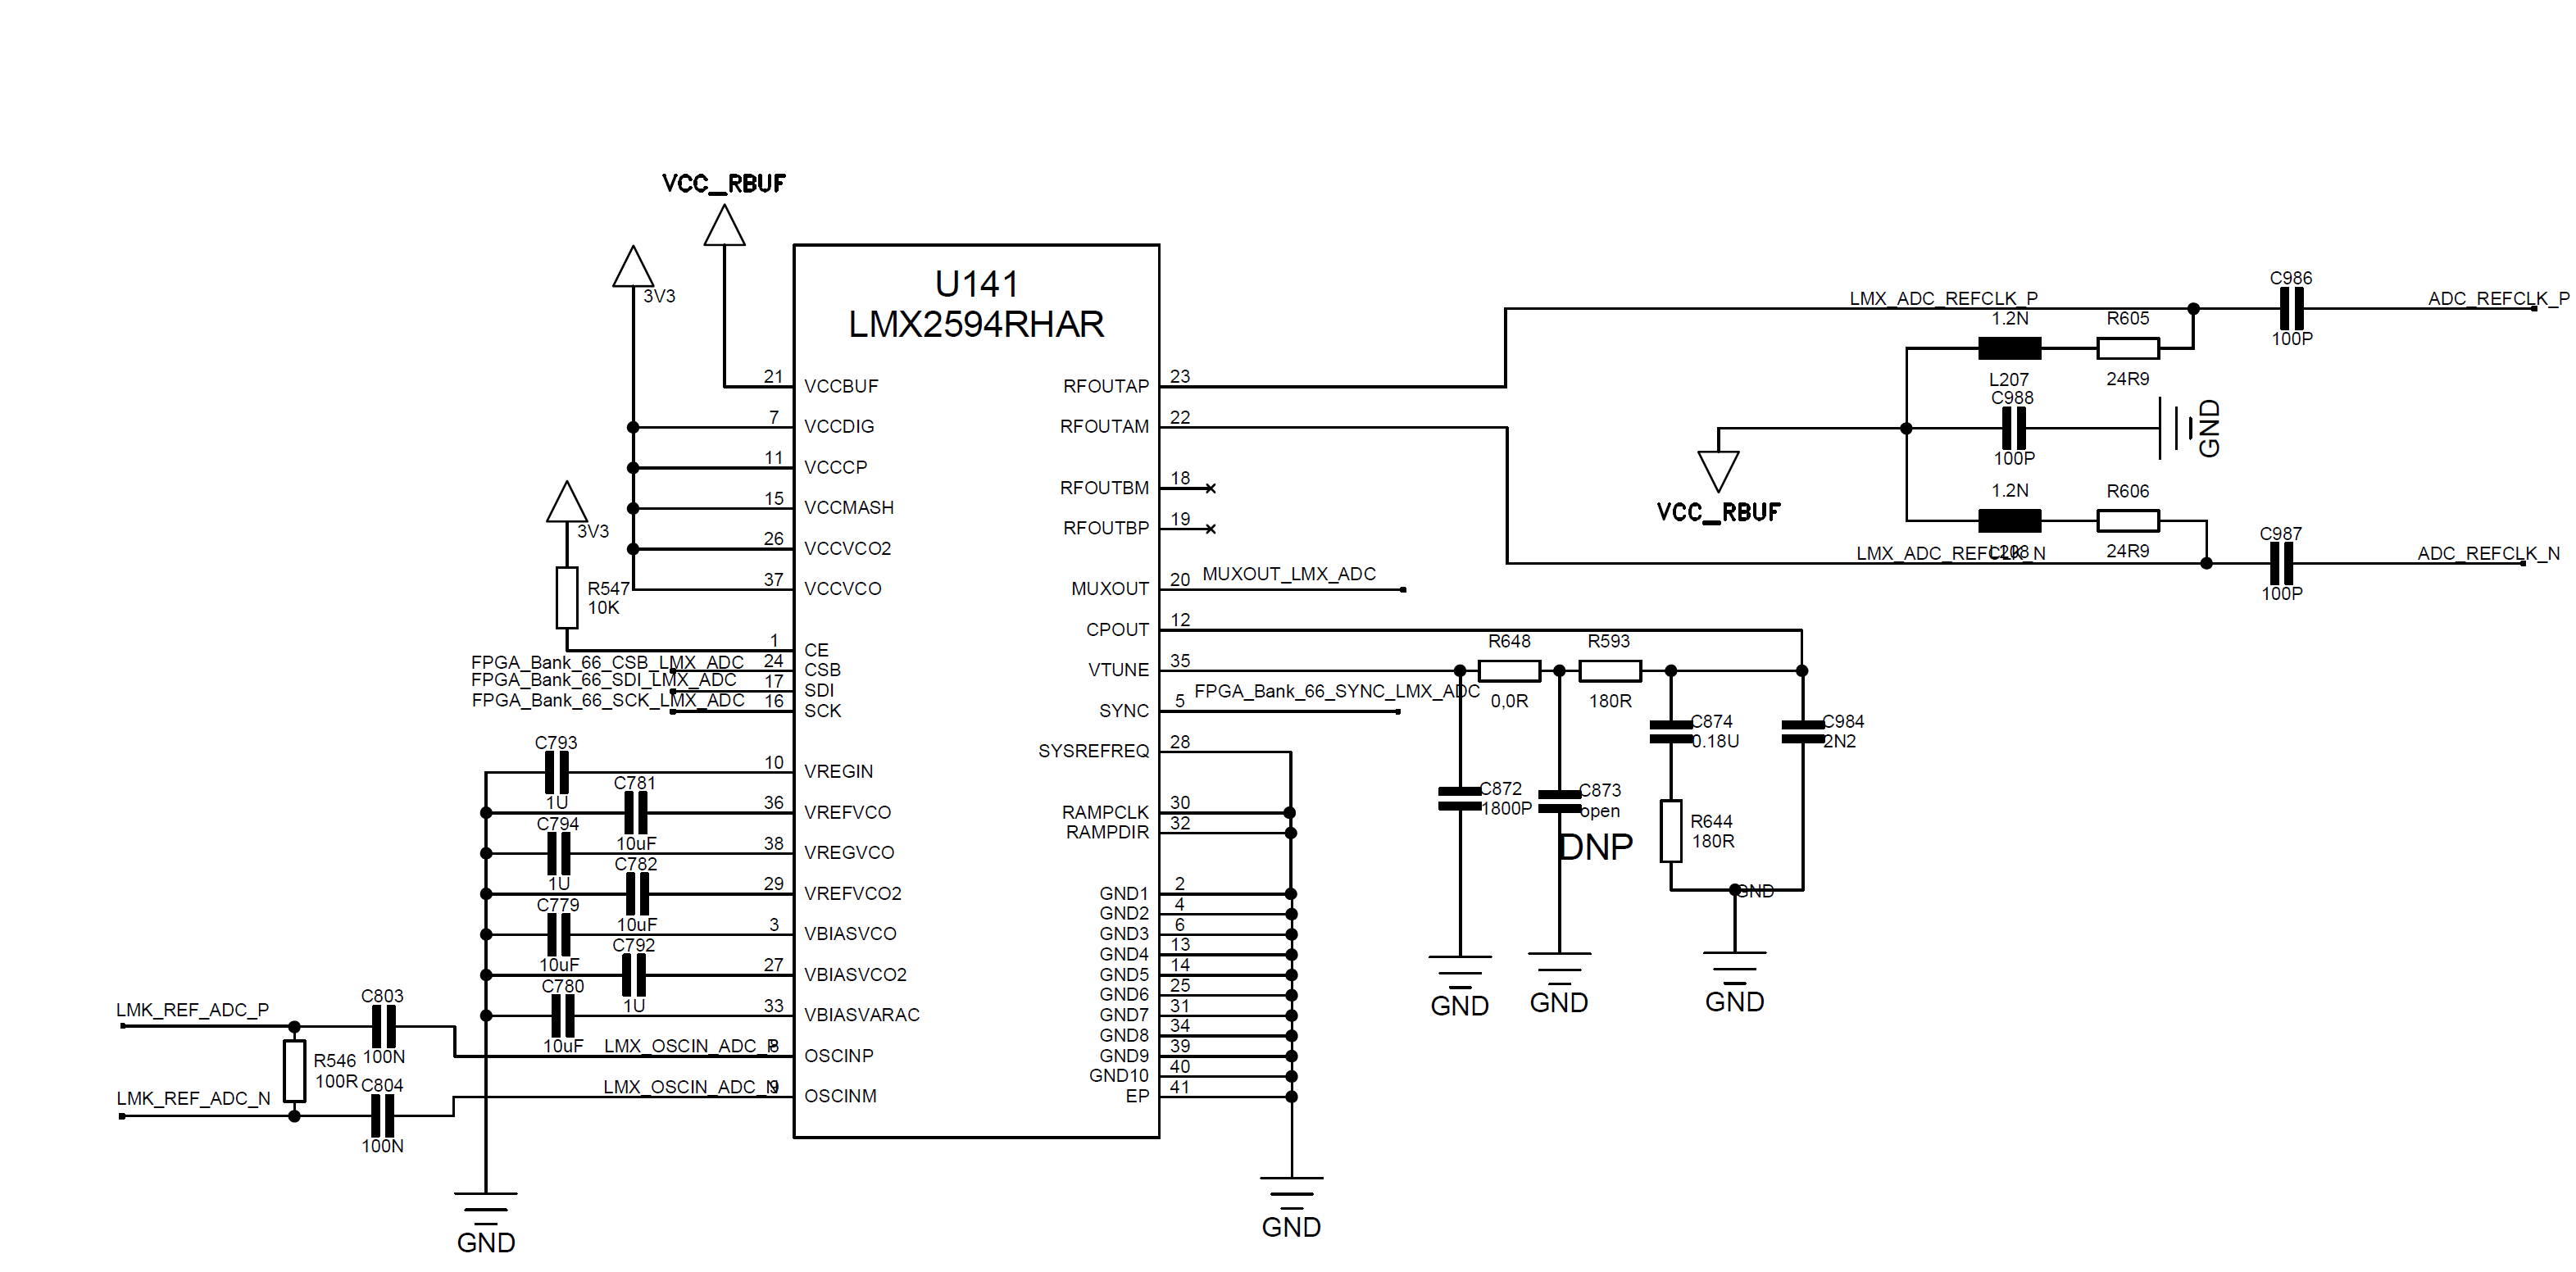 VCC_RBUF
3V3
U141
LMX2594RHAR
21 VCCBUF
7 VCCDIG
11 VCCCP
15 VCCMASH
26 VCCVCO2
37 VCCVCO
3V3
R547
10K
1 CE
FPGA_Bank_66_CSB_LMX_ADC 24 CSB
FPGA_Bank_66_SDI_LMX_ADC 17 SDI
FPGA_Bank_66_SCK_LMX_ADC 16 SCK
C793
1U
10 VREGIN
C781
10uF
36 VREFVCO
C794
1U
38 VREGVCO
C782
10uF
29 VREFVCO2
C779
10uF
3 VBIASVCO
C792
1U
27 VBIASVCO2
C780
10uF
33 VBIASVARAC
LMK_REF_ADC_P
C803
100N
LMX_OSCIN_ADC_P 8 OSCINP
R546
100R
LMK_REF_ADC_N
C804
100N
LMX_OSCIN_ADC_N 9 OSCINM
GND
RFOUTAP 23
RFOUTAM 22
RFOUTBM 18
RFOUTBP 19
MUXOUT 20 MUXOUT_LMX_ADC
CPOUT 12
VTUNE 35
SYNC 5 FPGA_Bank_66_SYNC_LMX_ADC
SYSREFREQ 28
RAMPCLK 30
RAMPDIR 32
GND1 2
GND2 4
GND3 6
GND4 13
GND5 14
GND6 25
GND7 31
GND8 34
GND9 39
GND10 40
EP 41
GND
LMX_ADC_REFCLK_P
C986
100P
ADC_REFCLK_P
1.2N
L207
R605
24R9
C988
100P
GND
VCC_RBUF
1.2N
L208
R606
24R9
LMX_ADC_REFCLK_N
C987
100P
ADC_REFCLK_N
R648
0,0R
R593
180R
C872
1800P
GND
C873
open
DNP
GND
C874
0.18U
R644
180R
C984
2N2
GND
GND